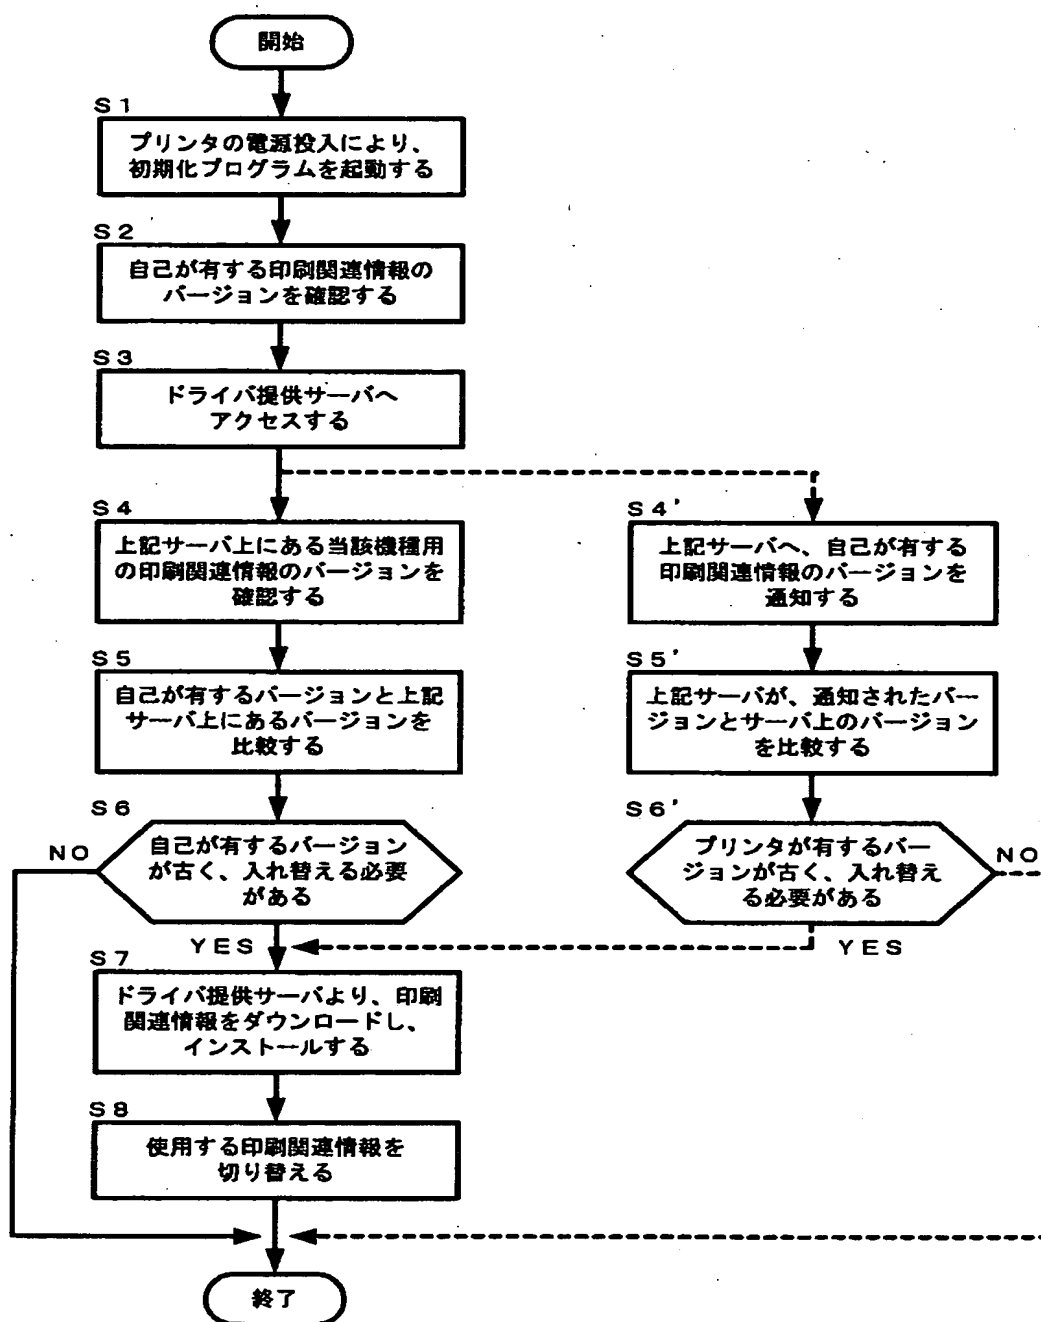 開始
S1
プリンタの電源投入により、
初期化プログラムを起動する
S2
自己が有する印刷関連情報の
バージョンを確認する
S3
ドライバ提供サーバへ
アクセスする
S4
上記サーバ上にある当該機種用
の印刷関連情報のバージョンを
確認する
S4'
上記サーバへ、自己が有する
印刷関連情報のバージョンを
通知する
S5
自己が有するバージョンと上記
サーバ上にあるバージョンを
比較する
S5'
上記サーバが、通知されたバー
ジョンとサーバ上のバージョン
を比較する
S6
自己が有するバージョン
が古く、入れ替える必要
がある
NO
YES
S6'
プリンタが有するバー
ジョンが古く、入れ替え
る必要がある
NO
YES
S7
ドライバ提供サーバより、印刷
関連情報をダウンロードし、
インストールする
S8
使用する印刷関連情報を
切り替える
終了